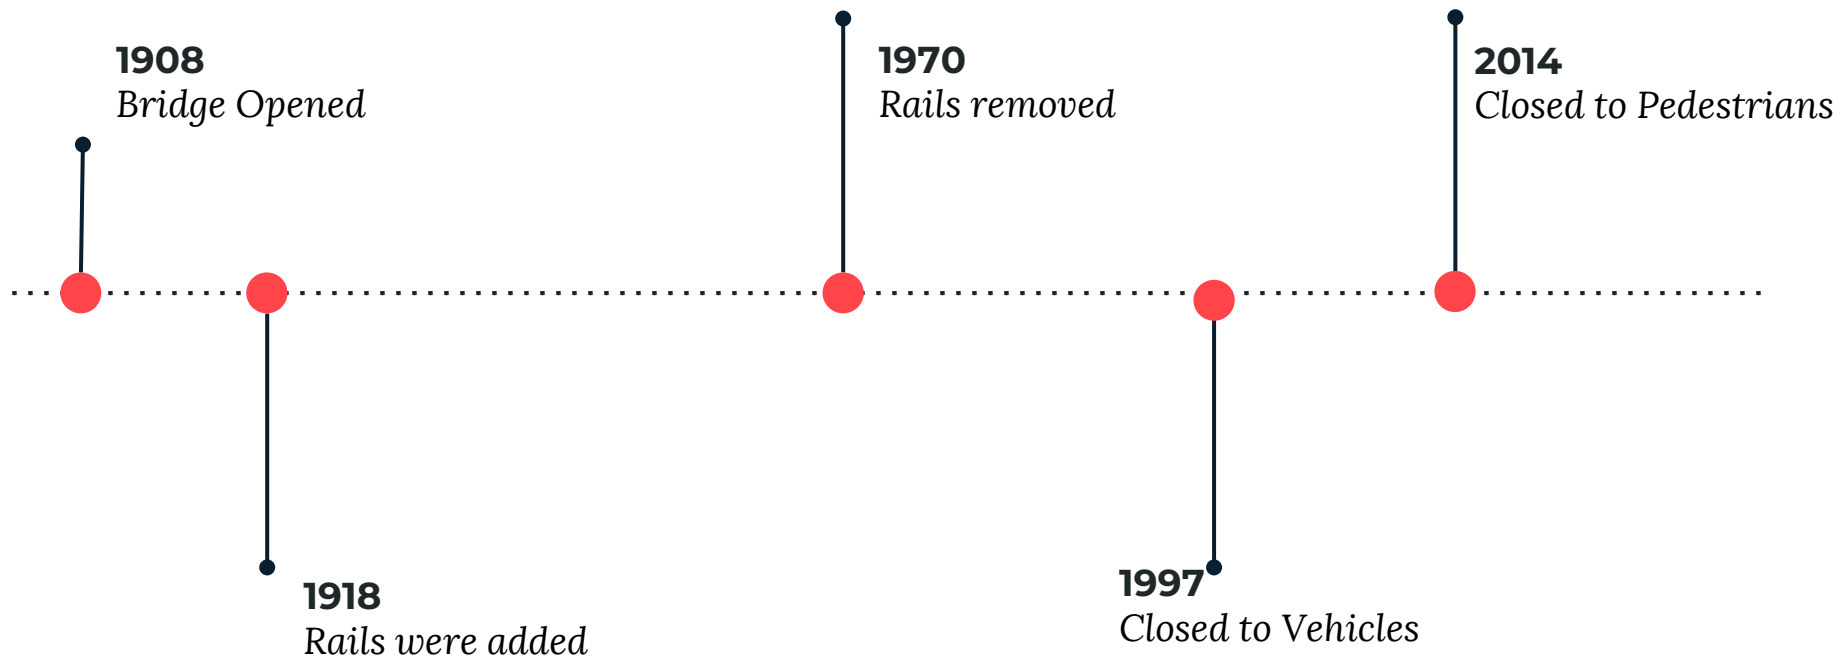 1908
Bridge Opened
1918
Rails were added
1970
Rails removed
1997
Closed to Vehicles
2014
Closed to Pedestrians